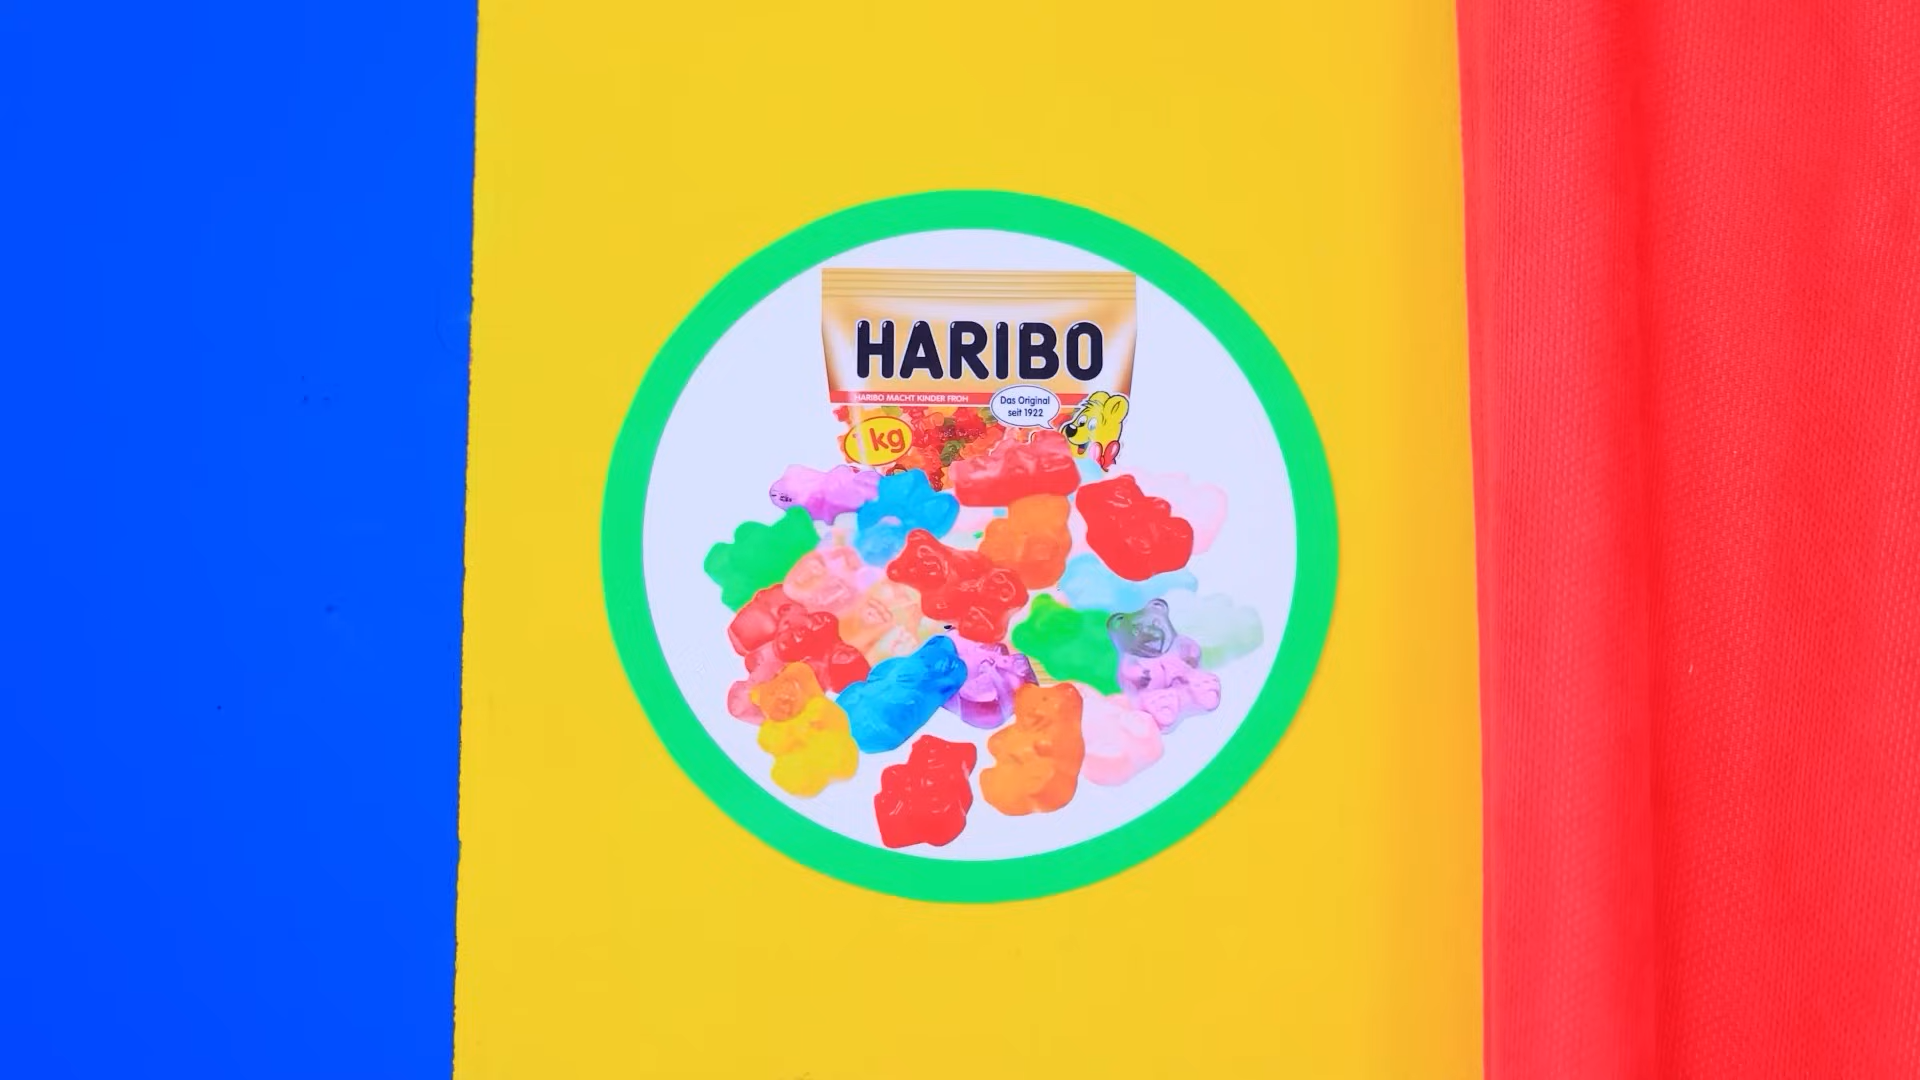 HARIBO
HARIBO MACHT KINDER FROH
Das Original
seit 1922
kg